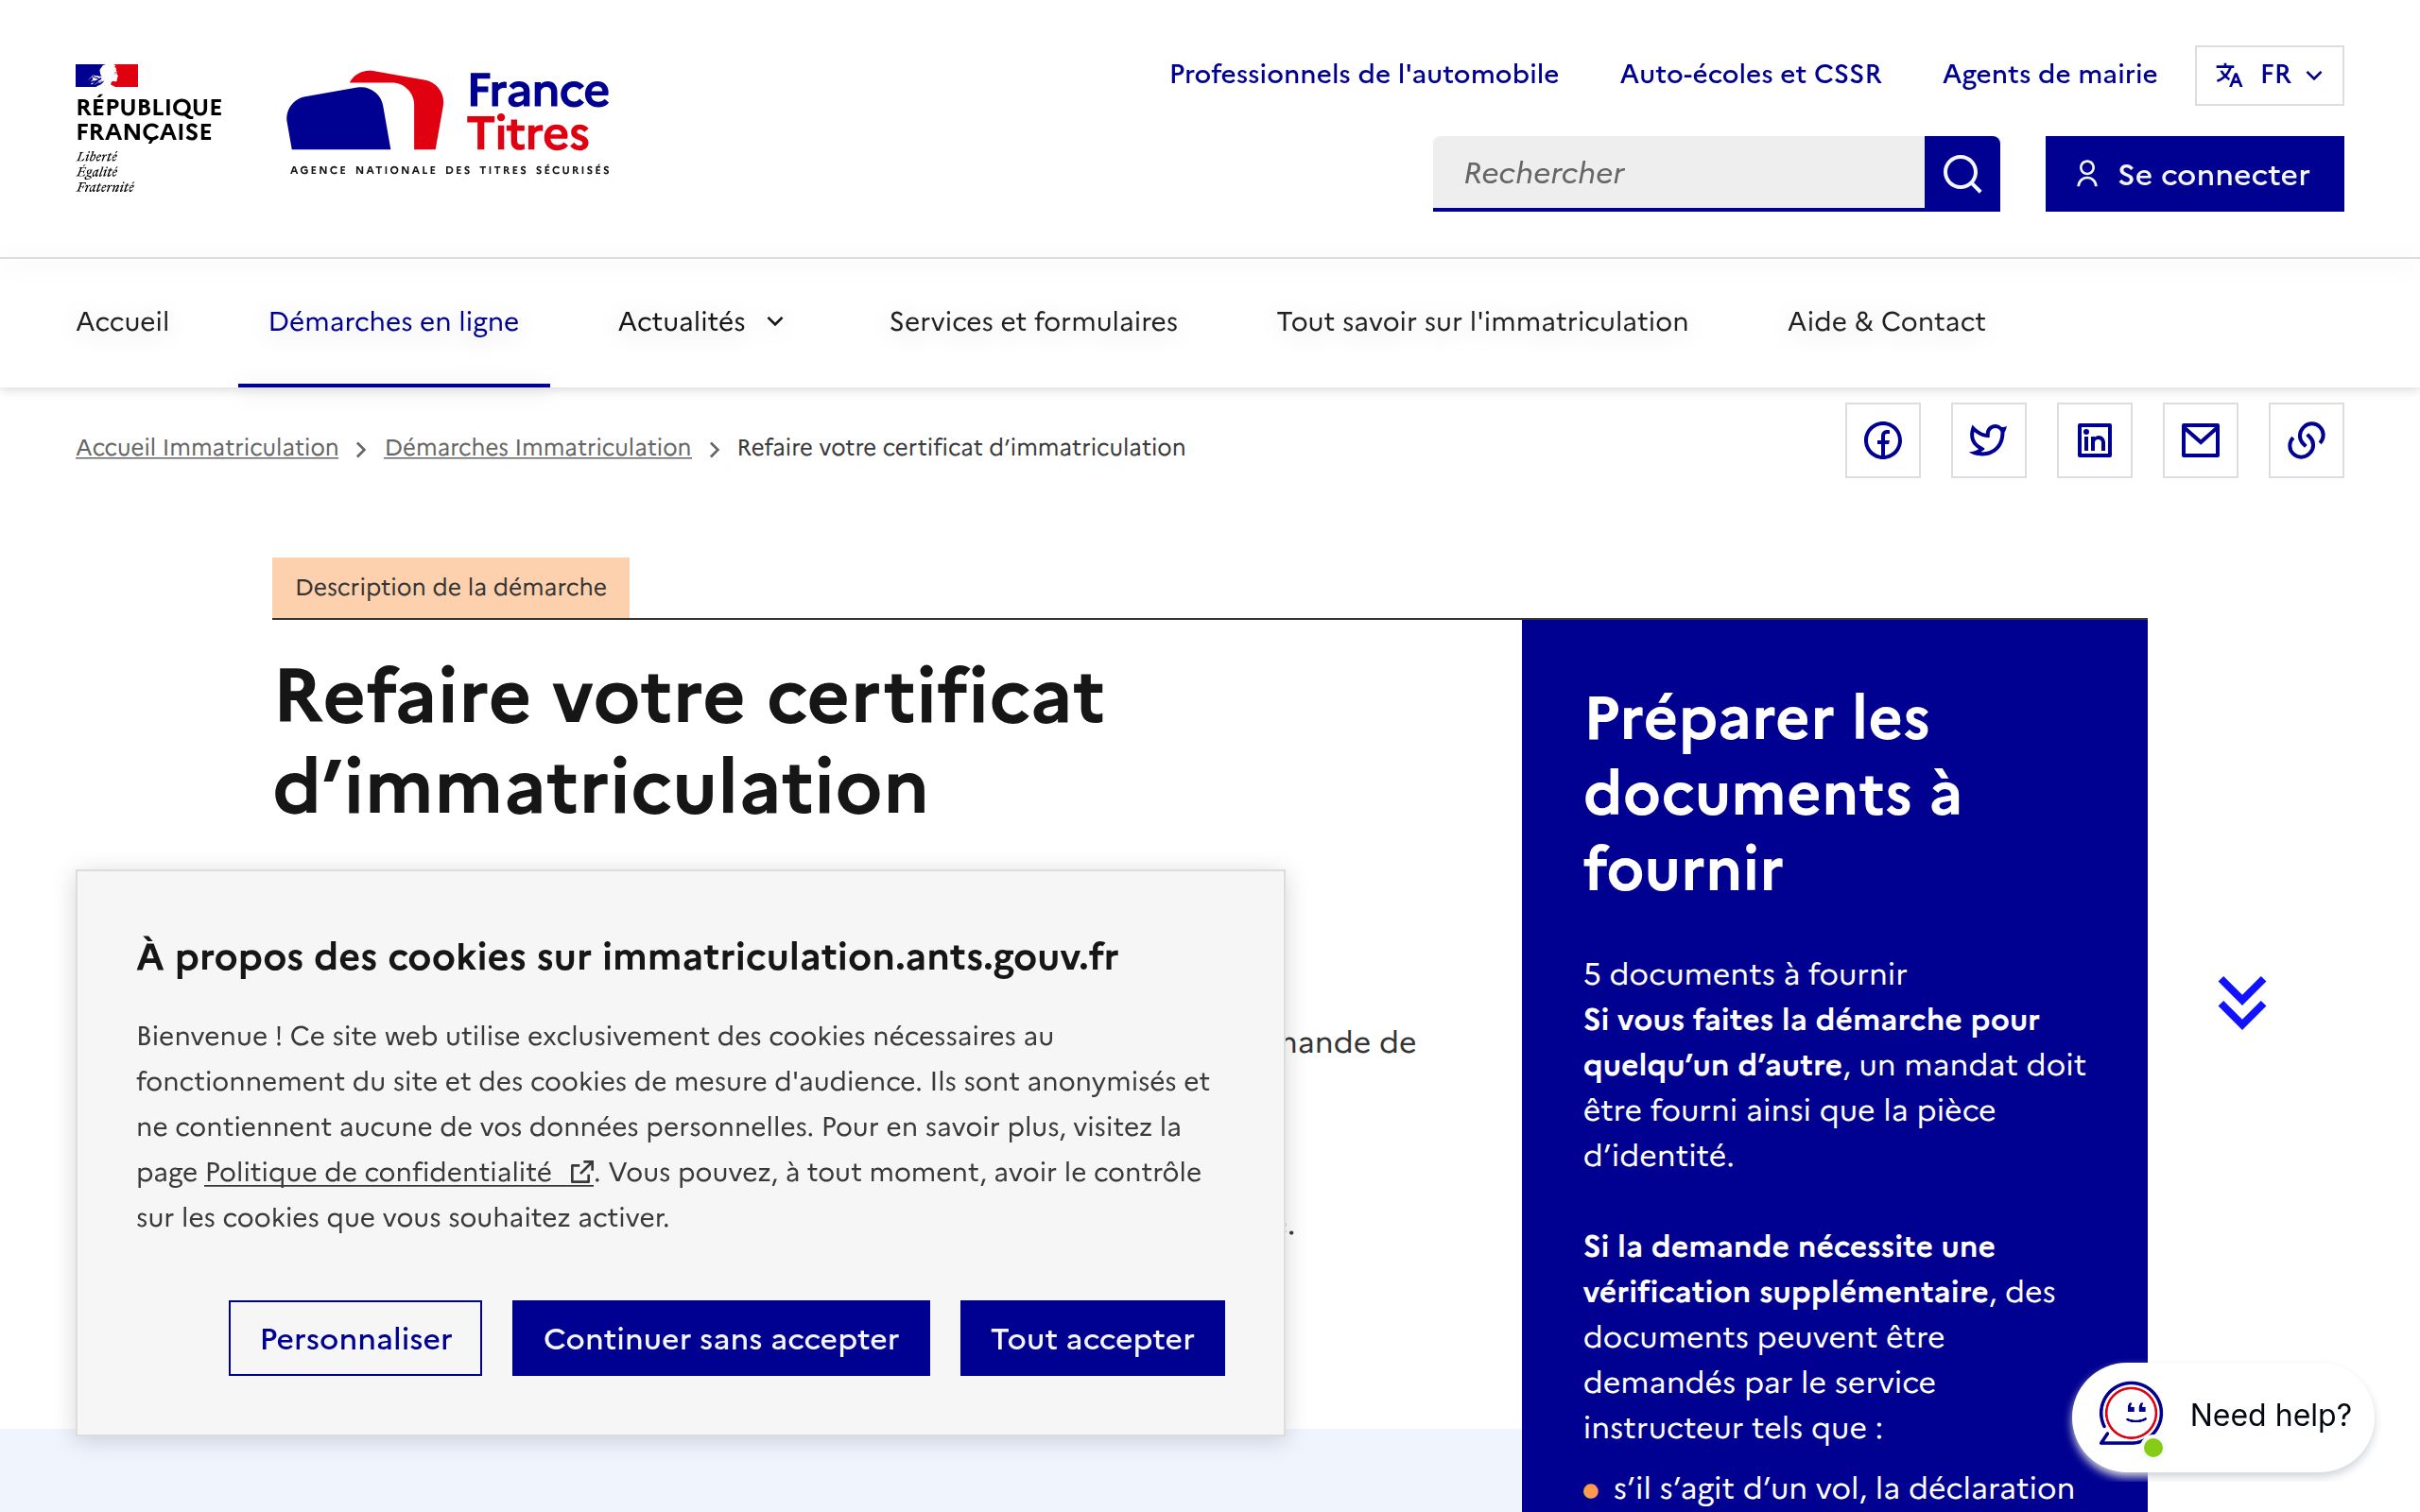 RÉPUBLIQUE
FRANÇAISE
Liberté
Égalité
Fraternité
France
Titres
AGENCE NATIONALE DES TITRES SÉCURISÉS
Professionnels de l'automobile
Auto-écoles et CSSR
Agents de mairie
FR
Rechercher
Se connecter
Accueil
Démarches en ligne
Actualités
Services et formulaires
Tout savoir sur l'immatriculation
Aide & Contact
Accueil Immatriculation
Démarches Immatriculation
Refaire votre certificat d’immatriculation
Description de la démarche
Refaire votre certificat
d’immatriculation
À propos des cookies sur immatriculation.ants.gouv.fr
Bienvenue ! Ce site web utilise exclusivement des cookies nécessaires au
fonctionnement du site et des cookies de mesure d'audience. Ils sont anonymisés et
ne contiennent aucune de vos données personnelles. Pour en savoir plus, visitez la
page Politique de confidentialité . Vous pouvez, à tout moment, avoir le contrôle
sur les cookies que vous souhaitez activer.
Personnaliser
Continuer sans accepter
Tout accepter
de
Préparer les
documents à
fournir
5 documents à fournir
Si vous faites la démarche pour
quelqu’un d’autre, un mandat doit
être fourni ainsi que la pièce
d’identité.
Si la demande nécessite une
vérification supplémentaire, des
documents peuvent être
demandés par le service
instructeur tels que :
s’il s’agit d’un vol, la déclaration
Need help?